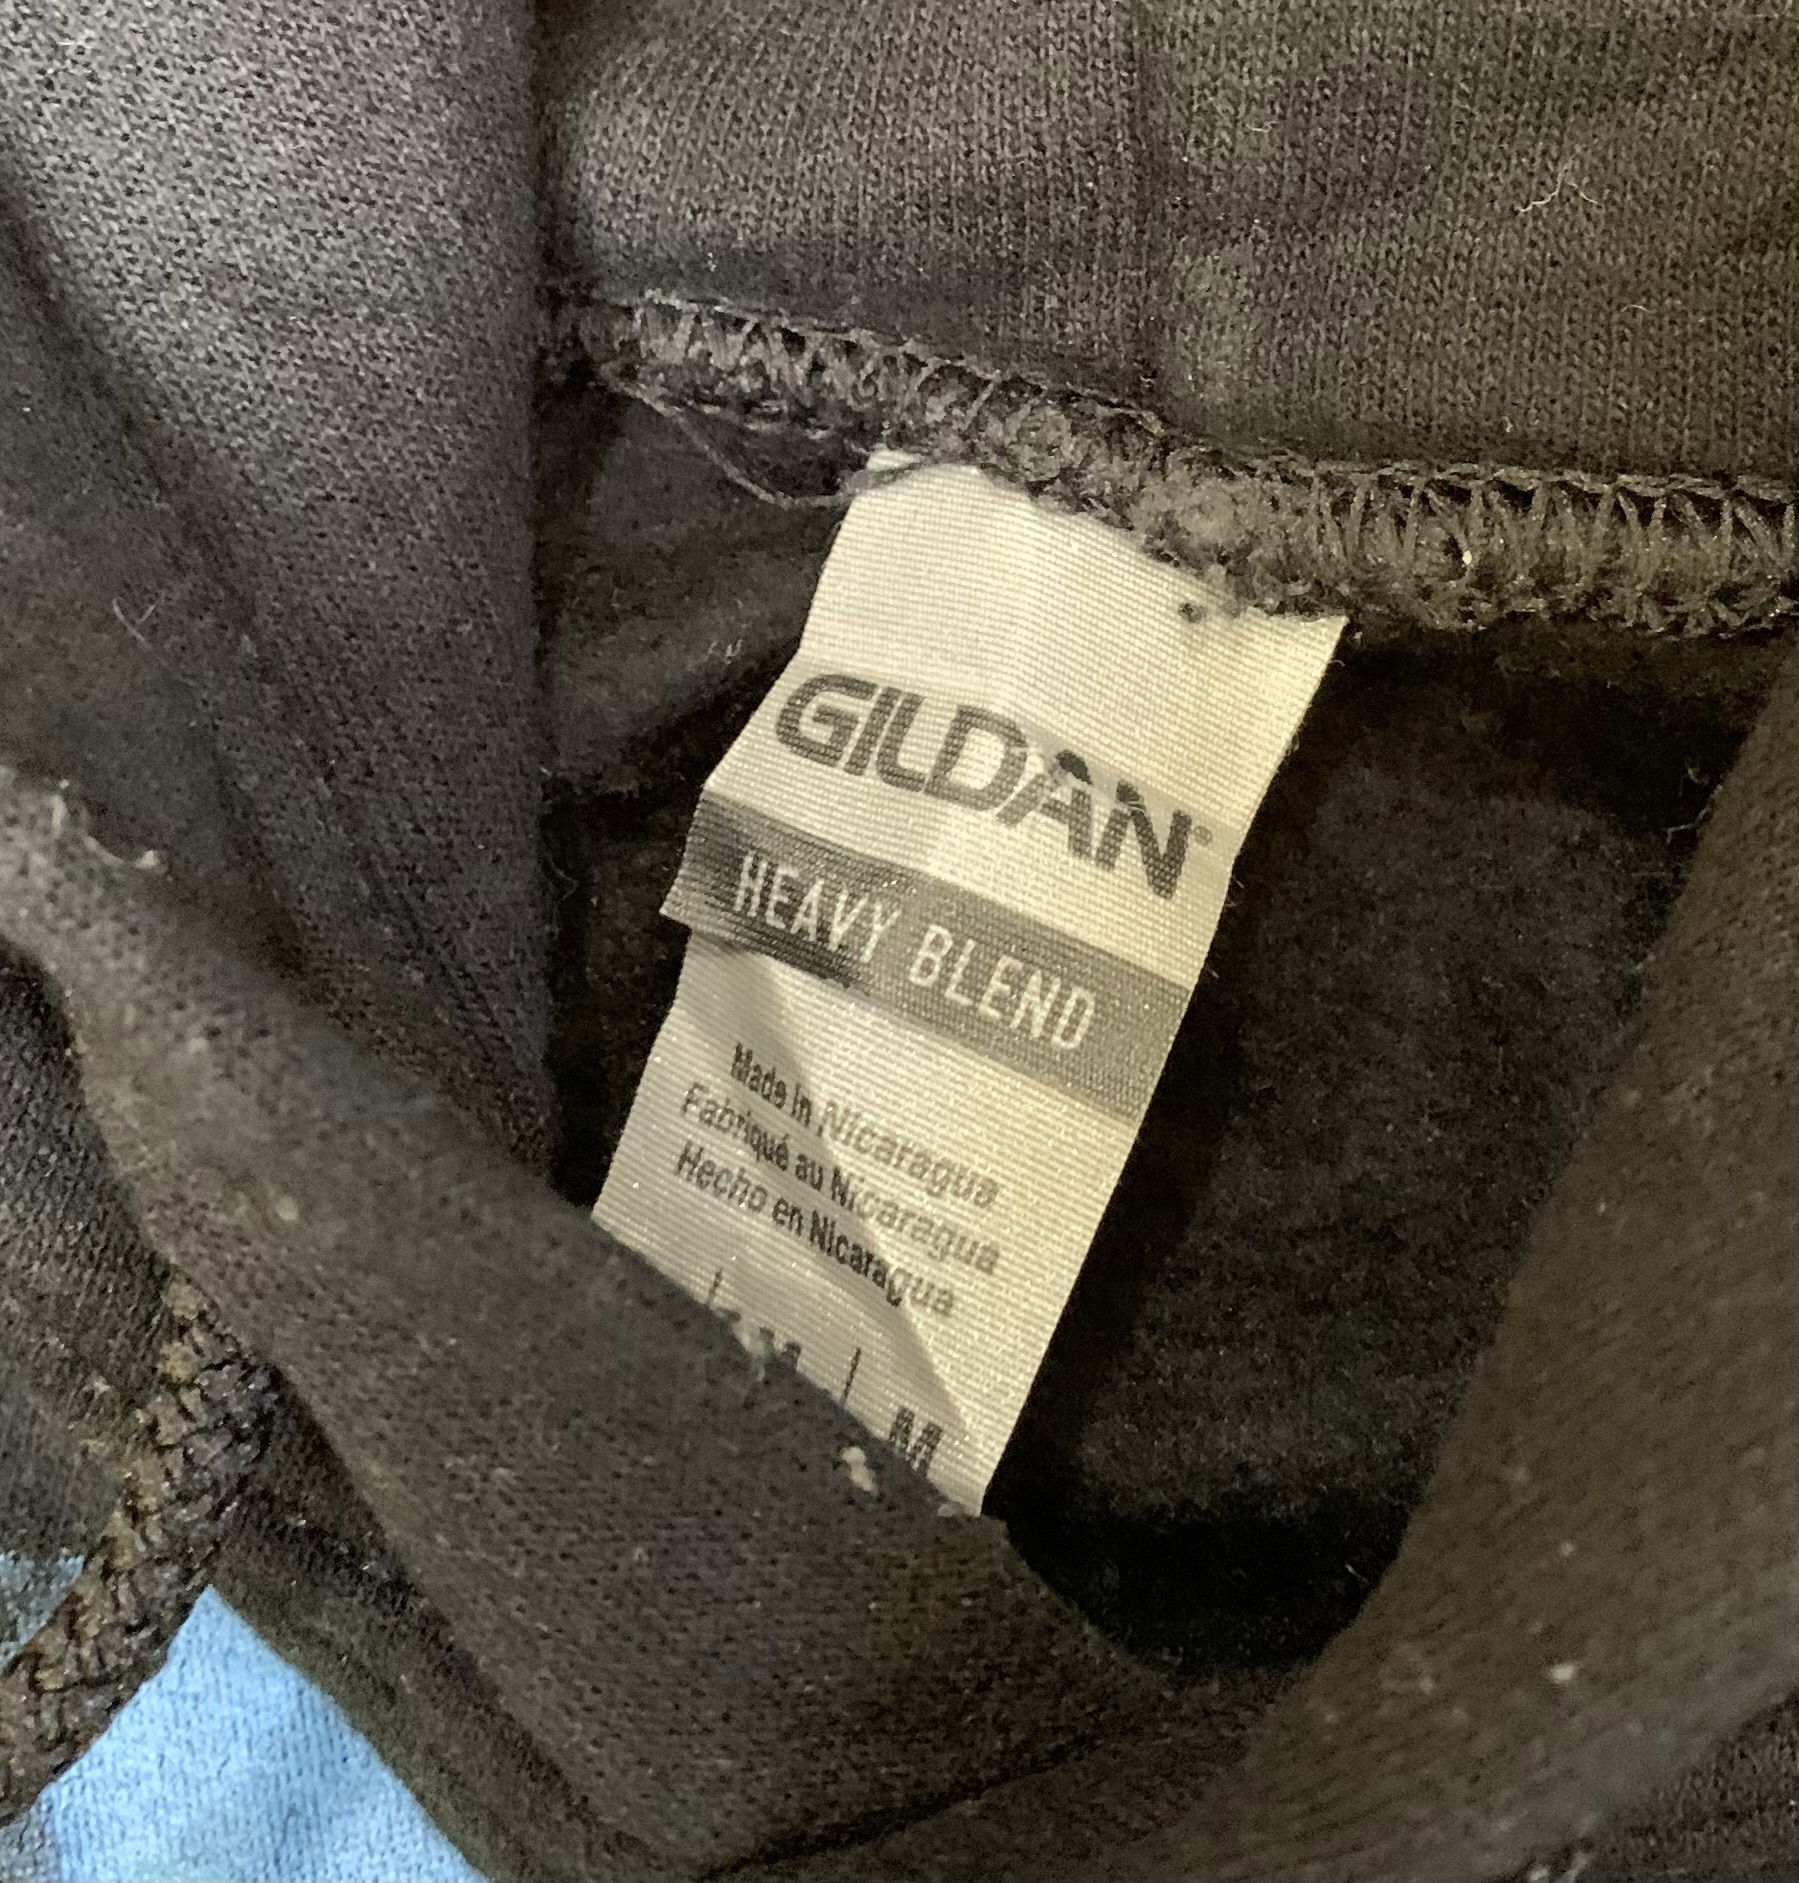 GILDAN
HEAVY BLEND
Made in Nicaragua
Fabriqué au Nicaragua
Hecho en Nicaragua
M